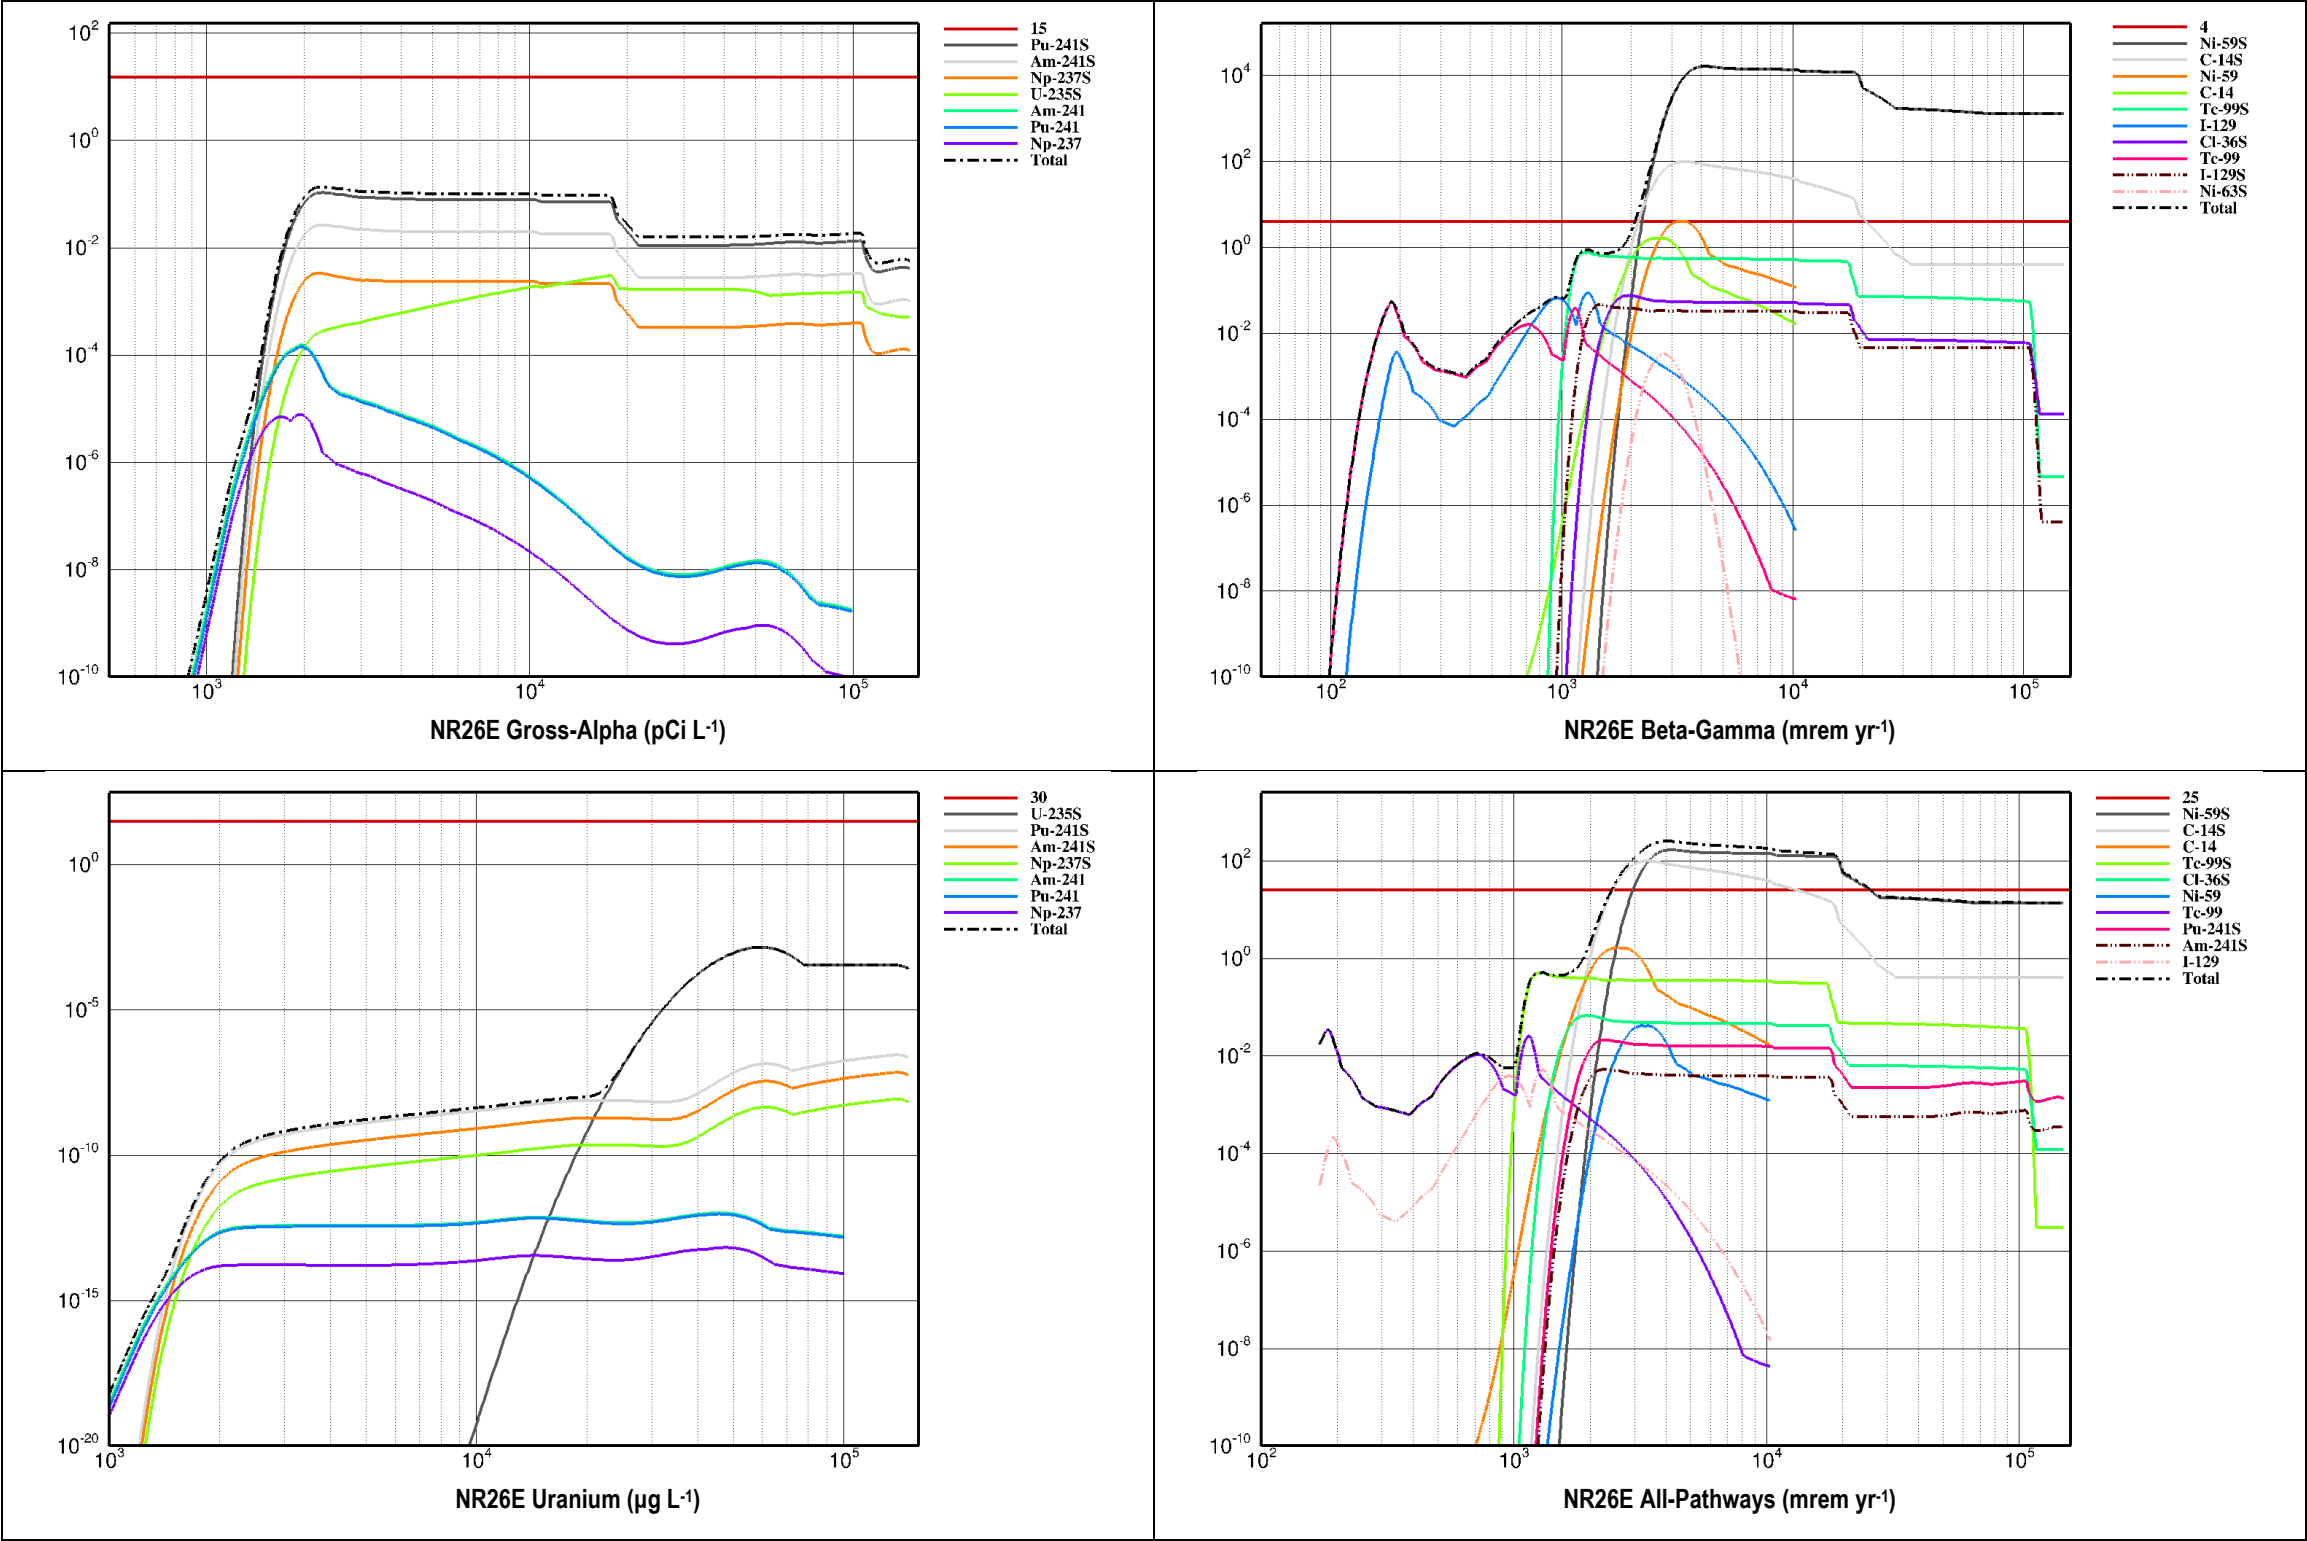 10²
10⁰
10⁻²
10⁻⁴
10⁻⁶
10⁻⁸
10⁻¹⁰
10³
10⁴
10⁵
15
Pu-241S
Am-241S
Np-237S
U-235S
Am-241
Pu-241
Np-237
Total
NR26E Gross-Alpha (pCi L⁻¹)
10⁴
10²
10⁰
10⁻²
10⁻⁴
10⁻⁶
10⁻⁸
10⁻¹⁰
10²
10³
10⁴
10⁵
4
Ni-59S
C-14S
Ni-59
C-14
Tc-99S
I-129
Cl-36S
Tc-99
I-129S
Ni-63S
Total
NR26E Beta-Gamma (mrem yr⁻¹)
10⁰
10⁻⁵
10⁻¹⁰
10⁻¹⁵
10⁻²⁰
10³
10⁴
10⁵
30
U-235S
Pu-241S
Am-241S
Np-237S
Am-241
Pu-241
Np-237
Total
NR26E Uranium (µg L⁻¹)
10²
10⁰
10⁻²
10⁻⁴
10⁻⁶
10⁻⁸
10⁻¹⁰
10²
10³
10⁴
10⁵
25
Ni-59S
C-14S
C-14
Tc-99S
Cl-36S
Ni-59
Tc-99
Pu-241S
Am-241S
I-129
Total
NR26E All-Pathways (mrem yr⁻¹)